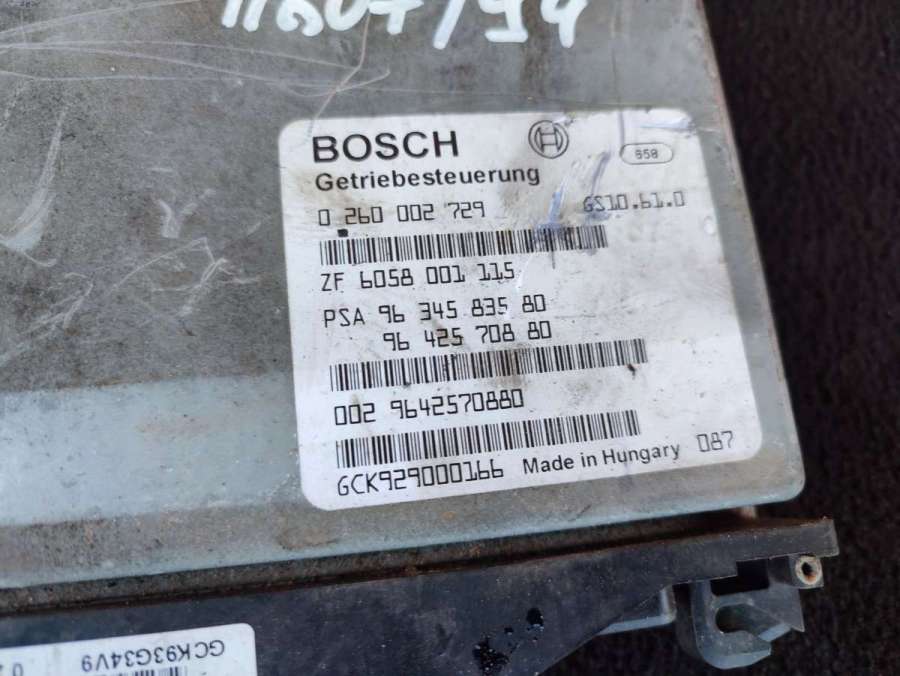 BOSCH
858
Getriebesteuerung
0 260 002 729 GS10.61.0
ZF 6058 001 115
PSA 96 345 835 80
96 425 708 80
002 9642570880
GCK929000166 Made in Hungary 087
GCK93G34V9